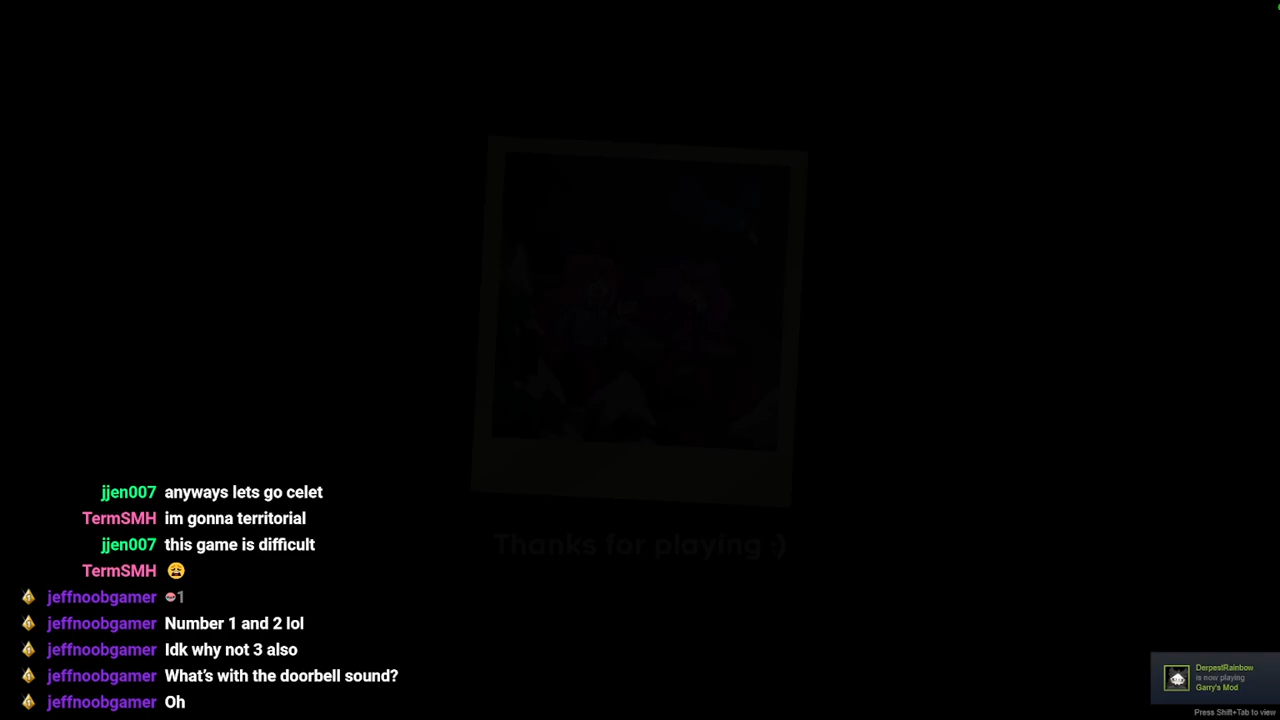 Thanks for playing :)
jjen007 anyways lets go celet
TermSMH im gonna territorial
jjen007 this game is difficult
TermSMH 😩
jeffnoobgamer 1
jeffnoobgamer Number 1 and 2 lol
jeffnoobgamer Idk why not 3 also
jeffnoobgamer What's with the doorbell sound?
jeffnoobgamer Oh
DerpestRainbow
is now playing
Garry's Mod
Press Shift+Tab to view